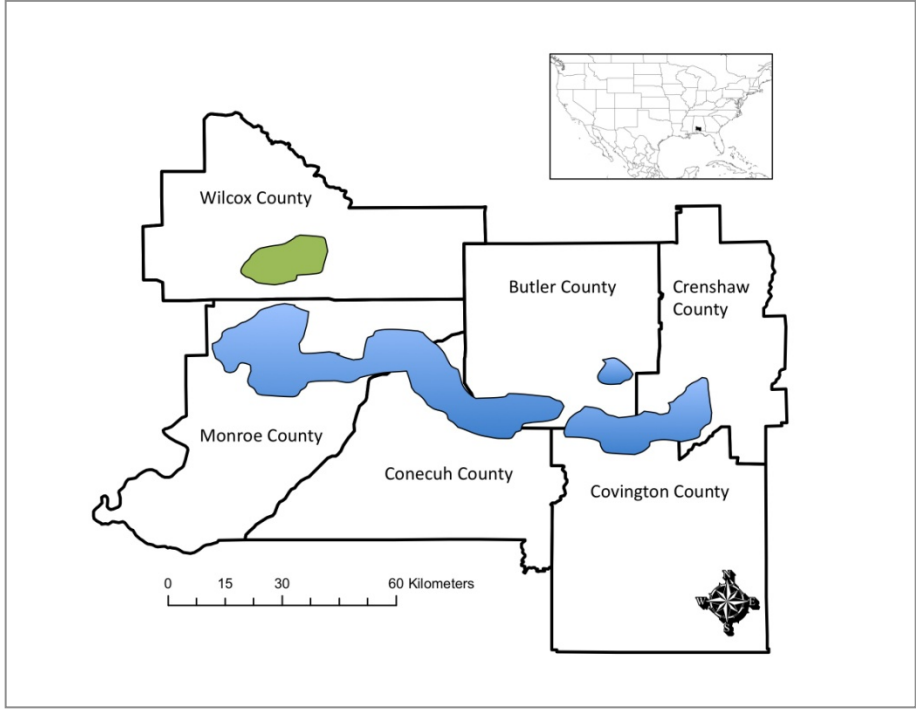 Wilcox County
Butler County
Crenshaw
County
Monroe County
Conecuh County
Covington County
0 15 30 60 Kilometers
N
W E
S